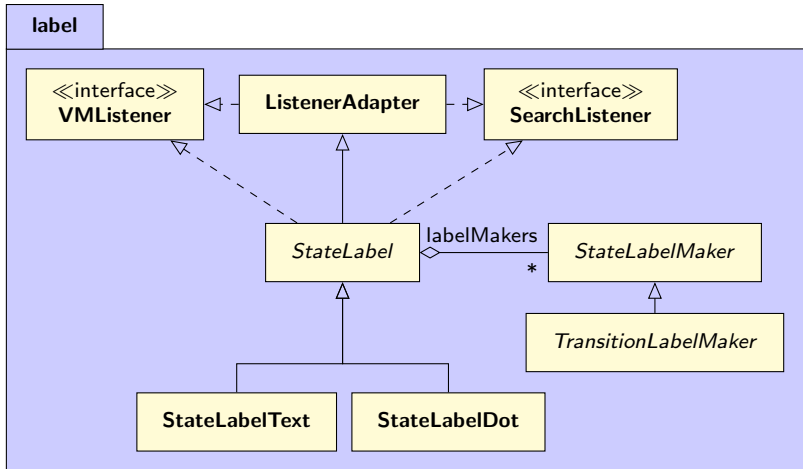 label
≪interface≫
VMListener
ListenerAdapter
≪interface≫
SearchListener
StateLabel
labelMakers
*
StateLabelMaker
TransitionLabelMaker
StateLabelText
StateLabelDot